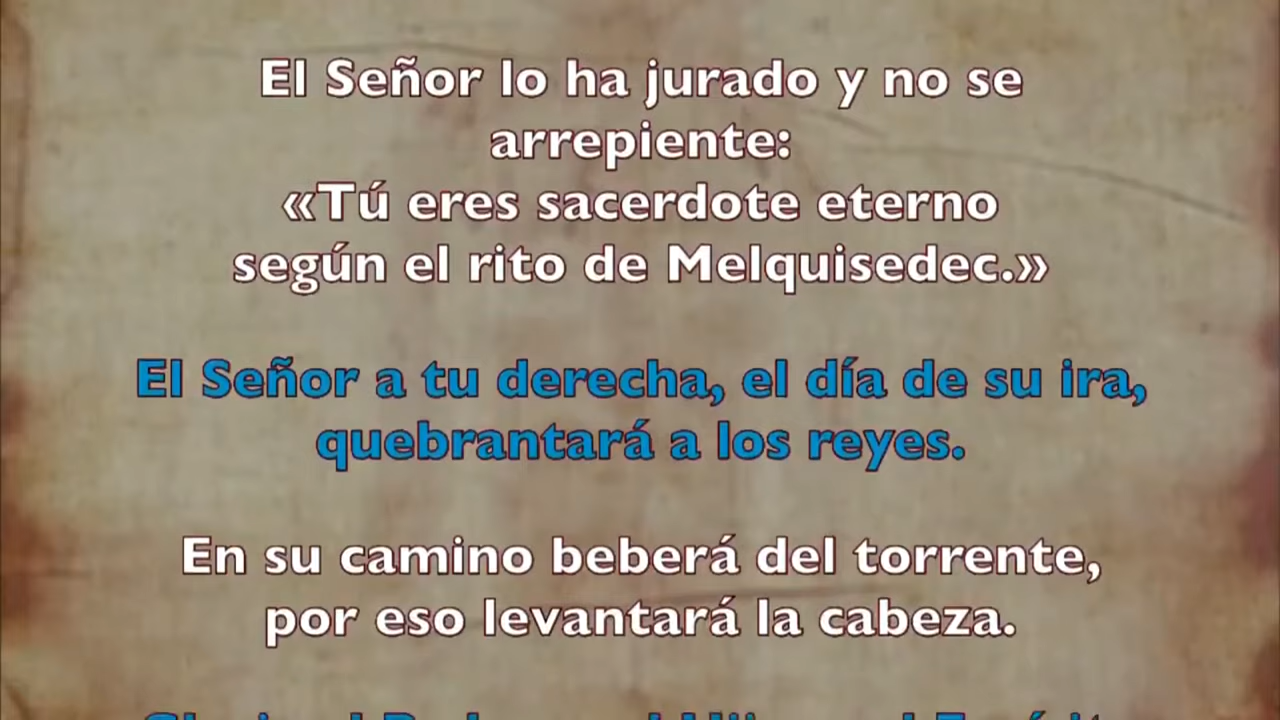 El Señor lo ha jurado y no se
arrepiente:
«Tú eres sacerdote eterno
según el rito de Melquisedec.»
El Señor a tu derecha, el día de su ira,
quebrantará a los reyes.
En su camino beberá del torrente,
por eso levantará la cabeza.